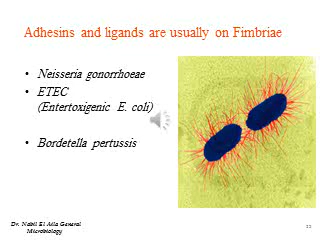 Adhesins and ligands are usually on Fimbriae
• Neisseria gonorrhoeae
• ETEC
(Entertoxigenic E. coli)
• Bordetella pertussis
Dr. Nabil El Aila General
Microbiology